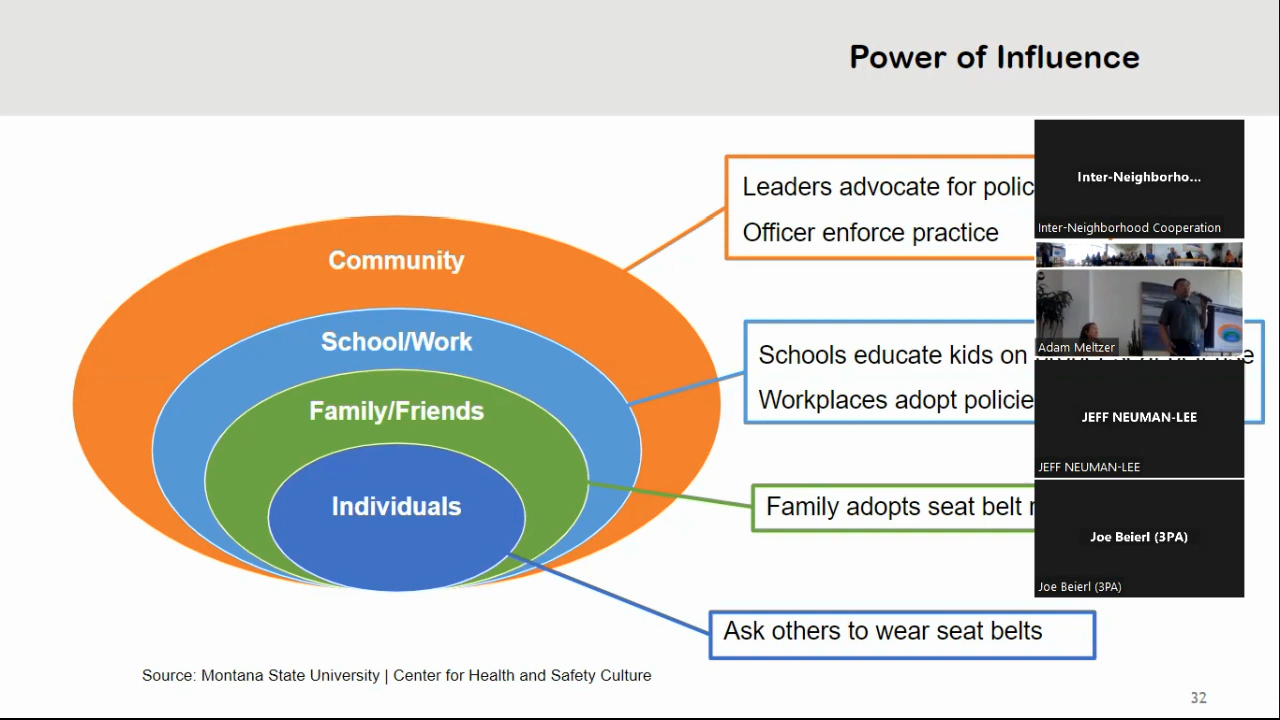 Power of Influence
Community
School/Work
Family/Friends
Individuals
Leaders advocate for polic
Officer enforce practice
Schools educate kids on
Workplaces adopt policie
Family adopts seat belt
Ask others to wear seat belts
Inter-Neighborho...
Inter-Neighborhood Cooperation
Adam Meltzer
JEFF NEUMAN-LEE
JEFF NEUMAN-LEE
Joe Beierl (3PA)
Joe Beierl (3PA)
Source: Montana State University | Center for Health and Safety Culture
32